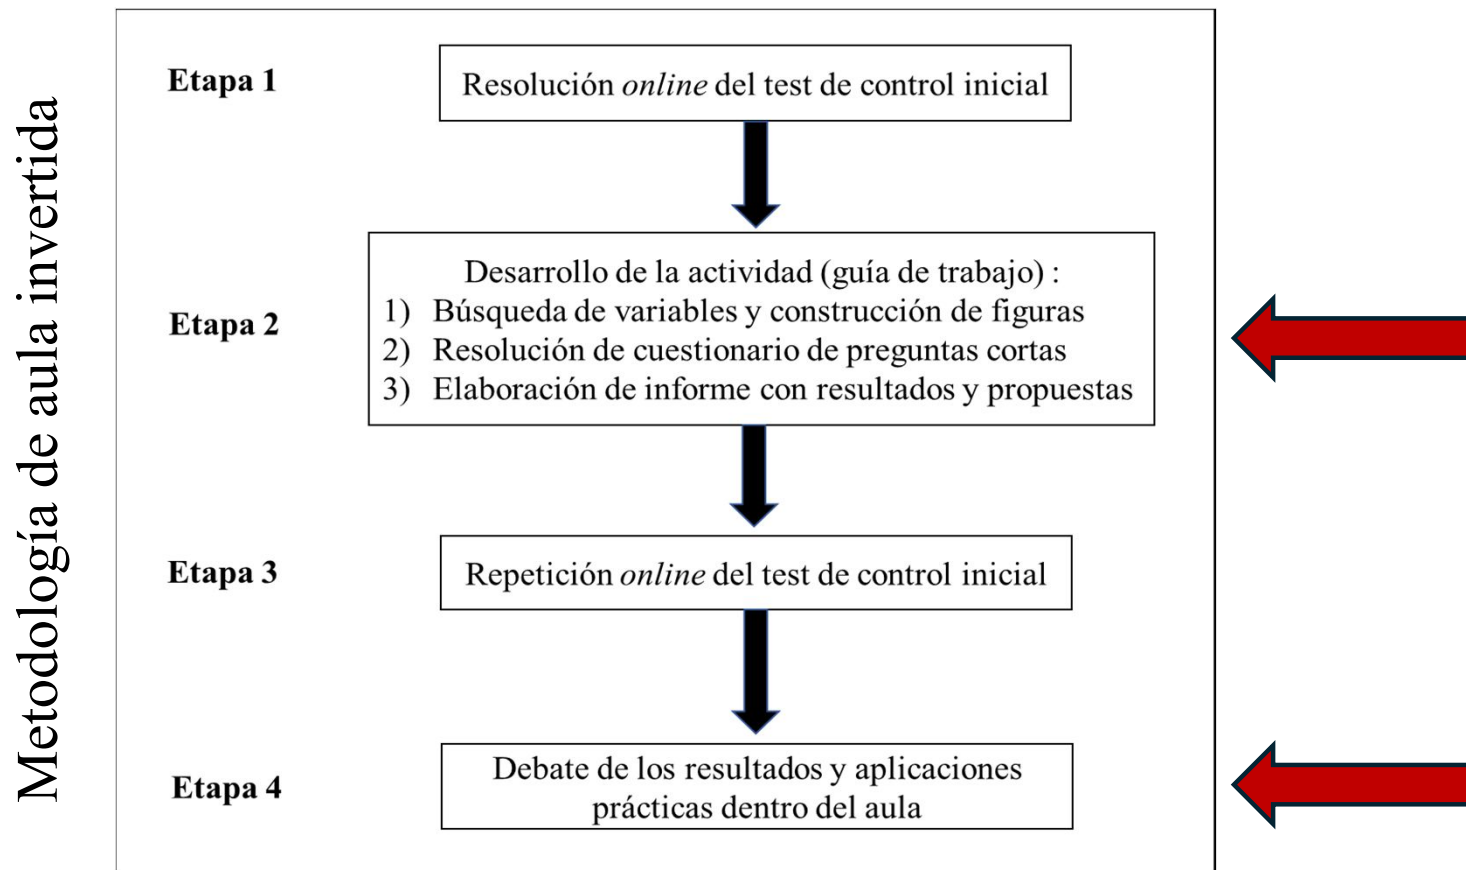 Metodología de aula invertida
Etapa 1
Resolución online del test de control inicial
Etapa 2
Desarrollo de la actividad (guía de trabajo) :
1) Búsqueda de variables y construcción de figuras
2) Resolución de cuestionario de preguntas cortas
3) Elaboración de informe con resultados y propuestas
Etapa 3
Repetición online del test de control inicial
Etapa 4
Debate de los resultados y aplicaciones
prácticas dentro del aula